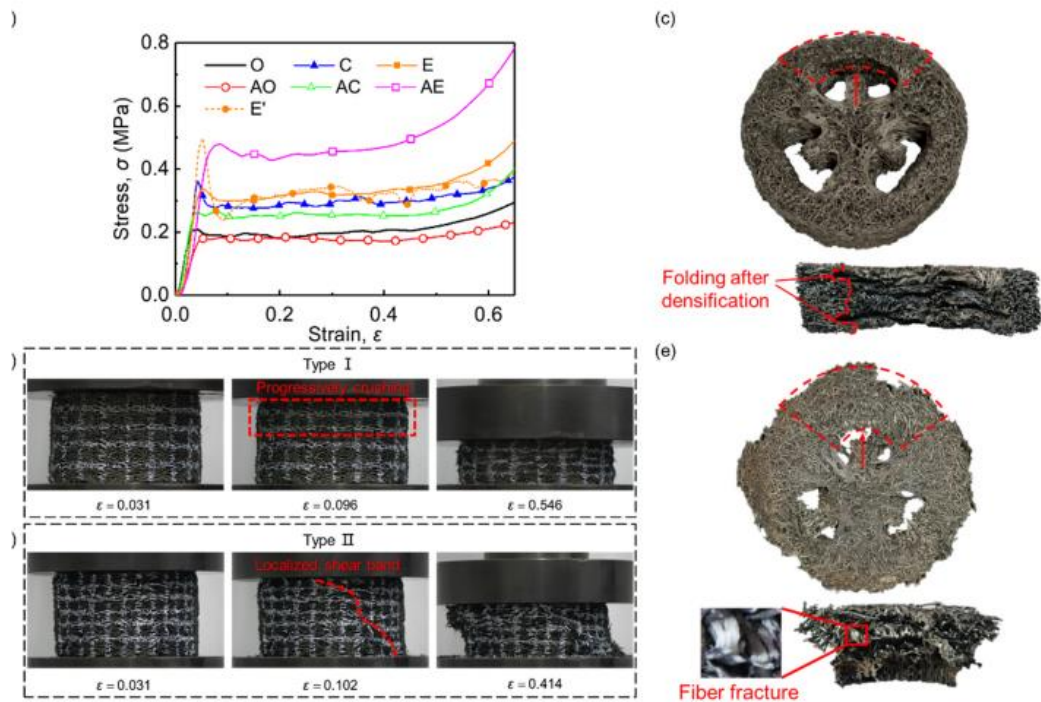 )
Stress, σ (MPa)
0.8
0.6
0.4
0.2
0.0
O
C
E
AO
AC
AE
E'
0.0
0.2
0.4
0.6
Strain, ε
(c)
Folding after
densification
)
Type Ⅰ
Progressively crushing
ε = 0.031
ε = 0.096
ε = 0.546
)
Type Ⅱ
Localized shear band
ε = 0.031
ε = 0.102
ε = 0.414
(e)
Fiber fracture